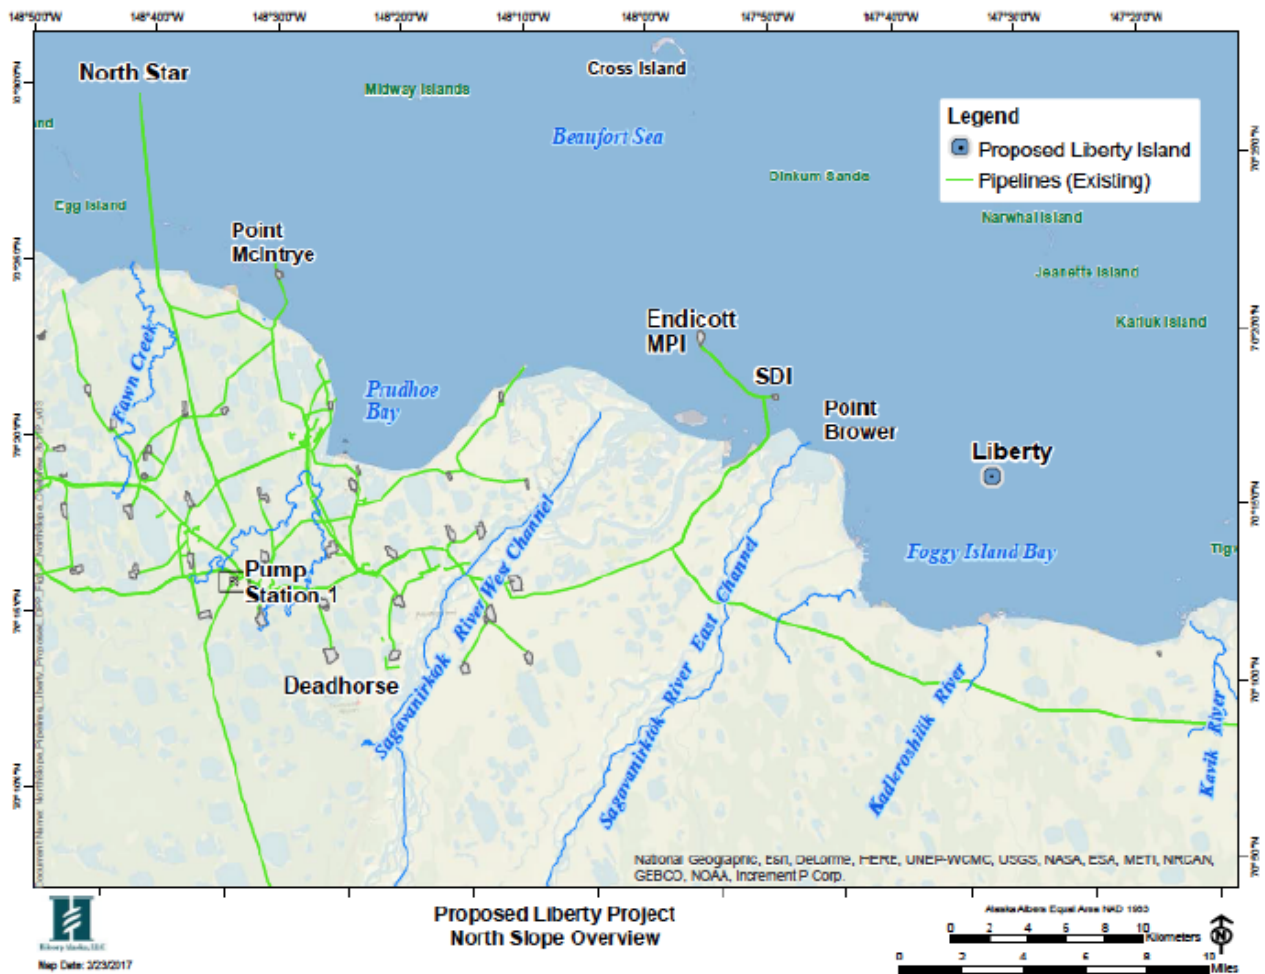 148°50'0"W 148°40'0"W 148°30'0"W 148°20'0"W 148°10'0"W 148°0'0"W 147°50'0"W 147°40'0"W 147°30'0"W 147°20'0"W
North Star
Cross Island
Midway Islands
Beaufort Sea
Legend
Proposed Liberty Island
Pipelines (Existing)
Dinkum Sands
Egg Island
Narwhal Island
Point
McIntrye
Jeanette Island
Karluk Island
Endicott
MPI
SDI
Fawn Creek
Prudhoe
Bay
Point
Brower
Liberty
Foggy Island Bay
Pump
Station 1
Deadhorse
Sagavanirktok River West Channel
Sagavanirktok River East Channel
Kadleroshilik River
Kavik River
National Geographic, Esri, DeLorme, HERE, UNEP-WCMC, USGS, NASA, ESA, METI, NRCAN,
GEBCO, NOAA, Increment P Corp.
Proposed Liberty Project
North Slope Overview
Hilcorp Alaska, LLC
Map Date: 2/23/2017
Alaska Albers Equal Area NAD 1983
0 2 4 6 8 10
Kilometers
0 2 4 6 8 10
Miles
N